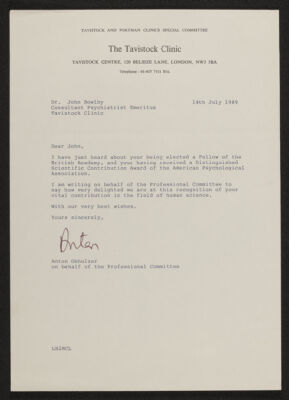 TAVISTOCK AND PORTMAN CLINICS SPECIAL COMMITTEE
The Tavistock Clinic
TAVISTOCK CENTRE, 120 BELSIZE LANE, LONDON, NW3 5BA
Telephone: 01-435 7111
Dr. John Bowlby 14th July 1989
Consultant Psychiatrist Emeritus
Tavistock Clinic
Dear John,
I have just heard about your being elected a Fellow of the
British Academy, and your having received a Distinguished
Scientific Contribution Award of the American Psychological
Association.
I am writing on behalf of the Professional Committee to
say how very delighted we are at this recognition of your
vital contribution in the field of human science.
With our very best wishes.
Yours sincerely,
Anton
Anton Obholzer
on behalf of the Professional Committee